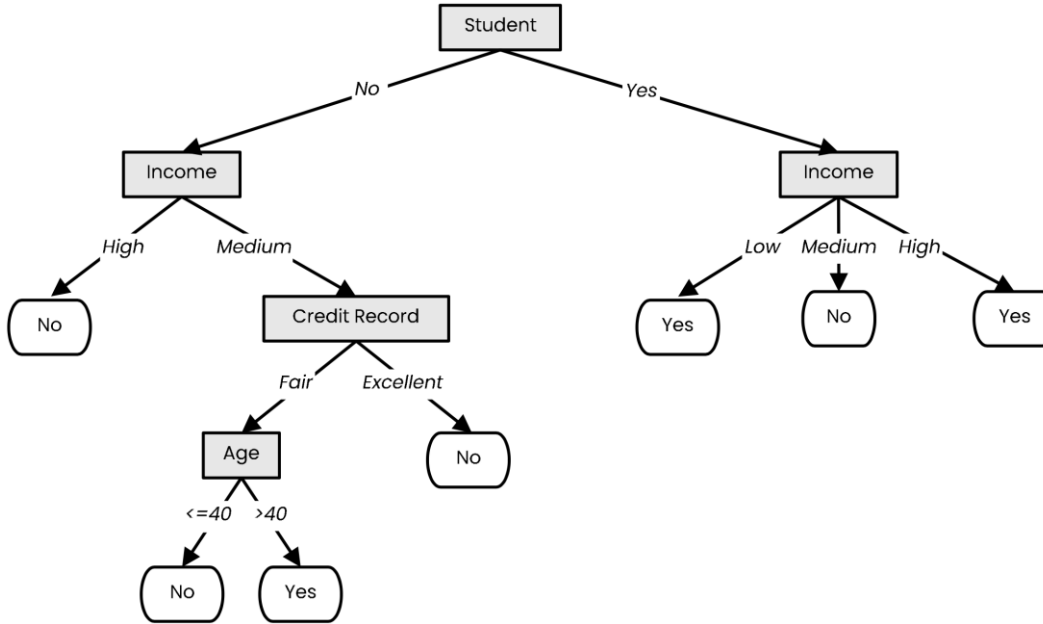 Student
No
Yes
Income
Income
High
Medium
Low
Medium
High
No
Credit Record
Yes
No
Yes
Fair
Excellent
Age
No
<=40
>40
No
Yes